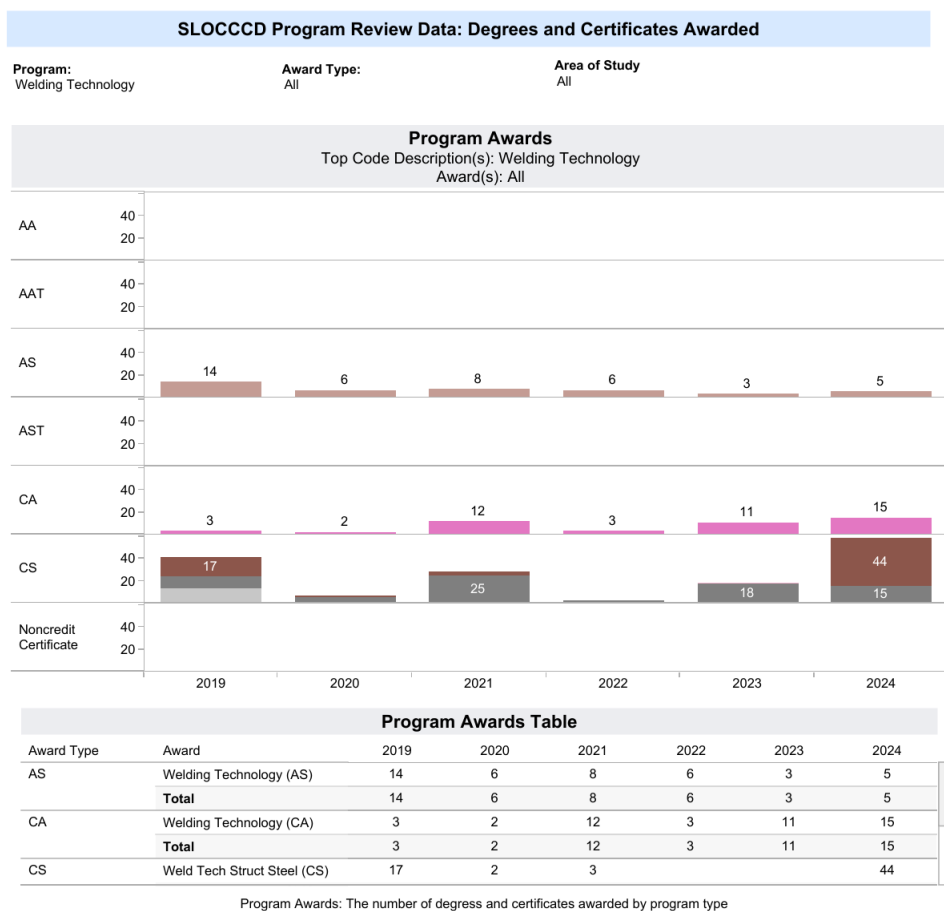 SLOCCCD Program Review Data: Degrees and Certificates Awarded
Program: Award Type: Area of Study
Welding Technology All All
Program Awards
Top Code Description(s): Welding Technology
Award(s): All
AA 40 20
AAT 40 20
AS 40 20 14 6 8 6 3 5
AST 40 20
CA 40 20 3 2 12 3 11 15
CS 40 20 17 25 18 44 15
Noncredit Certificate 40 20
2019 2020 2021 2022 2023 2024
Program Awards Table
Award Type Award 2019 2020 2021 2022 2023 2024
AS Welding Technology (AS) 14 6 8 6 3 5
Total 14 6 8 6 3 5
CA Welding Technology (CA) 3 2 12 3 11 15
Total 3 2 12 3 11 15
CS Weld Tech Struct Steel (CS) 17 2 3 44
Program Awards: The number of degress and certificates awarded by program type